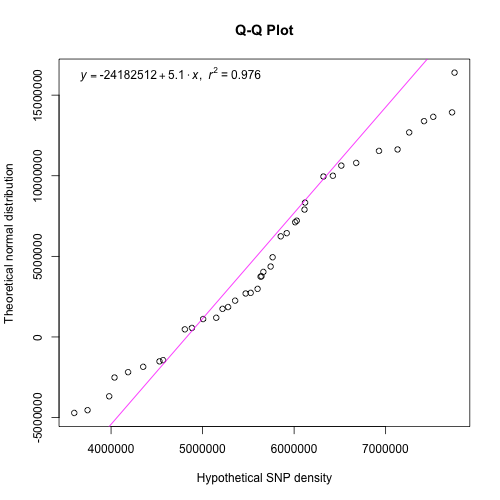 Q-Q Plot
y = -24182512 + 5.1 · x, r² = 0.976
15000000
10000000
5000000
0
-5000000
Theoretical normal distribution
4000000 5000000 6000000 7000000
Hypothetical SNP density